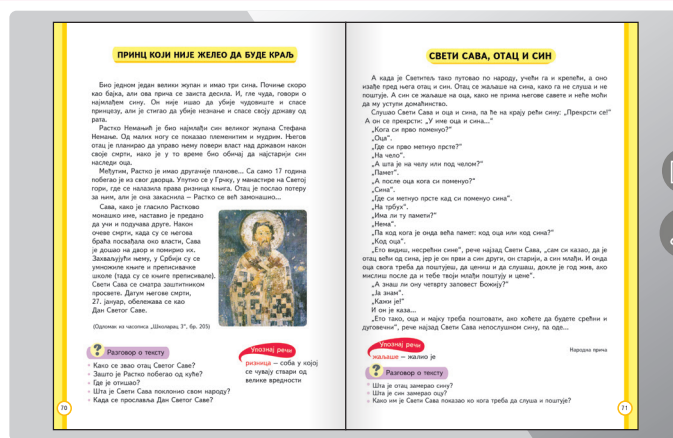 ПРИНЦ КОЈИ НИЈЕ ЖЕЛЕО ДА БУДЕ КРАЉ
Био једном један велики жупан и имао три сина. Почиње скоро
као бајка, али ова прича се заиста десила. И, гле чуда, говори о
најмлађем сину. Он није ишао да убије чудовиште и спасе
принцезу, али је стигао да убије незнање и спасе своју државу од
рата.
Растко Немањић је био најмлађи син великог жупана Стефана
Немање. Од малих ногу се показао племенитим и мудрим. Његов
отац је планирао да управо њему повери власт над државом након
своје смрти, иако је у то време био обичај да најстарији син
наследи оца.
Међутим, Растко је имао другачије планове... Са само 17 година
побегао је из свог дворца. Упутио се у Грчку, у манастире на Светој
гори, где се налазила права ризница књига. Отац је послао потеру
за њим, али је она закаснила – Растко се већ замонашио...
Сава, како је гласило Растково
монашко име, наставио је предано
да учи и подучава друге. Након
очеве смрти, када су се његова
браћа посвађала око власти, Сава
је дошао на двор и помирио их.
Захваљујући њему, у Србији су се
умножиле књиге и преписивачке
школе (тада су се књиге преписивале).
Свети Сава се сматра заштитником
просвете. Датум његове смрти,
27. јануар, обележава се као
Дан Светог Саве.
(Одломак из часописа „Школарац 3“, бр. 205)
? Разговор о тексту
Како се звао отац Светог Саве?
Зашто је Растко побегао од куће?
Где је отишао?
Шта је Свети Сава поклонио свом народу?
Када се прославља Дан Светог Саве?
Упознај речи
ризница – соба у којој
се чувају ствари од
велике вредности
70
СВЕТИ САВА, ОТАЦ И СИН
А када је Светитељ тако путовао по народу, учећи га и крепећи, а оно
изађе пред њега отац и син. Отац се жаљаше на сина, како га не слуша и не
поштује. А син се жаљаше на оца, како не прима његове савете и неће моћи
да му уступи домаћинство.
Слушао Свети Сава и оца и сина, па ће на крају рећи сину: „Прекрсти се!“
А он се прекрсти: „У име оца и сина...“
„Кога си прво поменуо?“
„Оца“.
„Где си прво метнуо прсте?“
„На чело“.
„А шта је на челу или под челом?“
„Памет“.
„А после оца кога си поменуо?“
„Сина“.
„Где си метнуо прсте кад си поменуо сина“.
„На трбух“.
„Има ли ту памети?“
„Нема“.
„Па код кога је онда већа памет: код оца или код сина?“
„Код оца“.
„Ето видиш, несрећни сине“, рече најзад Свети Сава, „сам си казао, да је
отац већи од сина, јер је он први а син други, он старији, а син млађи. И онда
оца свога треба да поштујеш, да цениш и да слушаш, докле је год жив, ако
мислиш после да и тебе твоји млађи поштују и цене“.
„А знаш ли ону четврту заповест Божију?“
„Ја знам“.
„Кажи је!“
И он је каза...
„Ето тако, оца и мајку треба поштовати, ако хоћете да будете срећни и
дуговечни“, рече најзад Свети Сава непослушном сину, па оде...
Народна прича
Упознај речи
жаљаше – жалио је
? Разговор о тексту
Шта је отац замерао сину?
Шта је син замерао оцу?
Како им је Свети Сава показао ко кога треба да слуша и поштује?
71